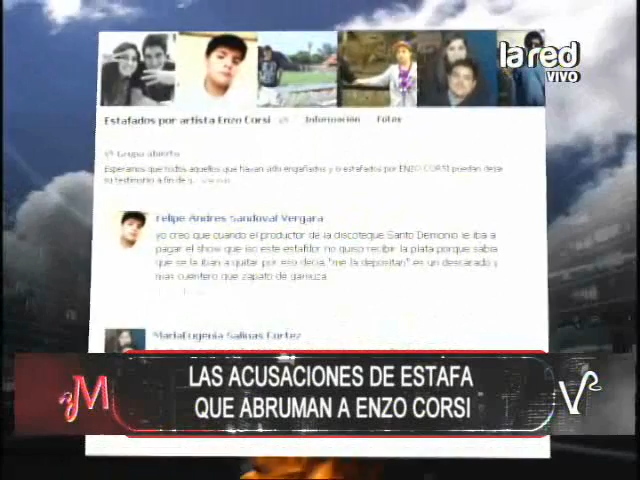 la red
VIVO
Estafados por artista Enzo Corsi Información Fotos
Grupo abierto
Esperamos que todos aquellos que hayan sido engañados y o estafados por ENZO CORSI puedan
su testimonio a fin de
Felipe Andres Sandoval Vergara
yo creo que cuando el productor de la discoteque Santo Demonio le iba a
pagar el show que iso este estafdor no quiso recibir la plata porque sabia
que se la iban a quitar por eso decia "me la depositan" es un descarado y
mas cuentero que zapato de gamuza
MariaEugenia Salinas Cortez
LAS ACUSACIONES DE ESTAFA
QUE ABRUMAN A ENZO CORSI
M V